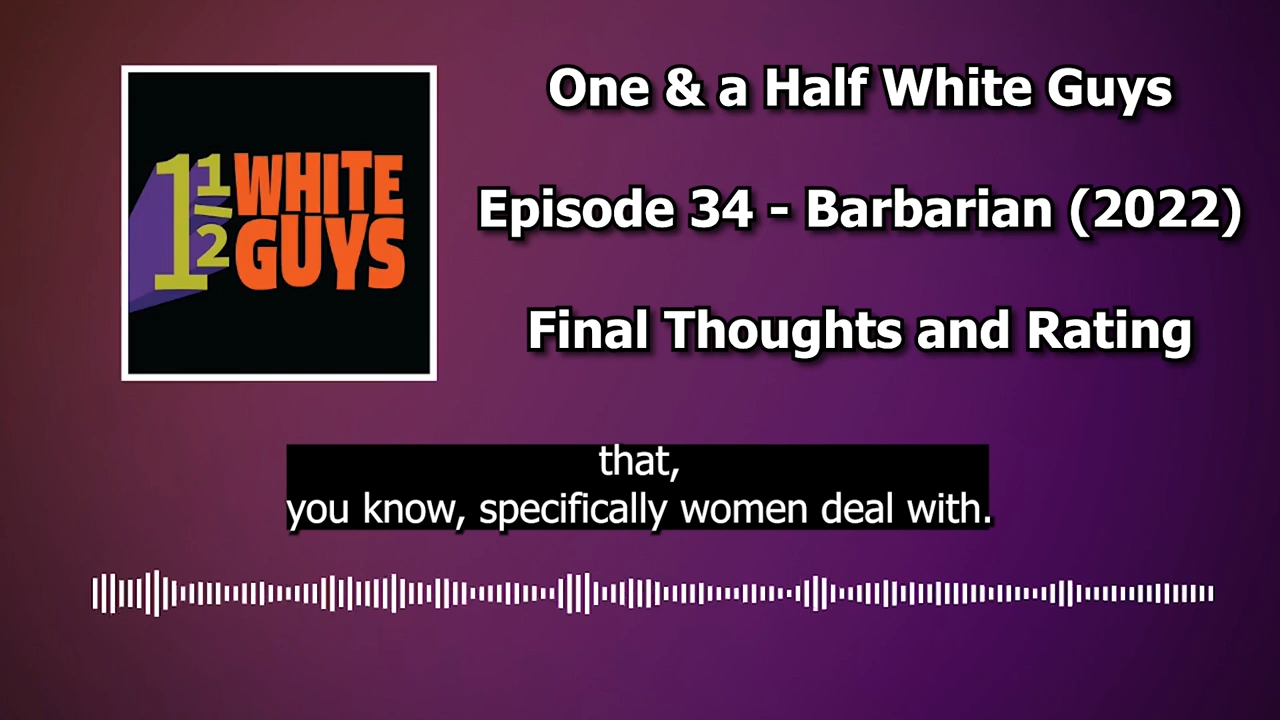 1 1/2 WHITE
GUYS
One & a Half White Guys
Episode 34 - Barbarian (2022)
Final Thoughts and Rating
that,
you know, specifically women deal with.